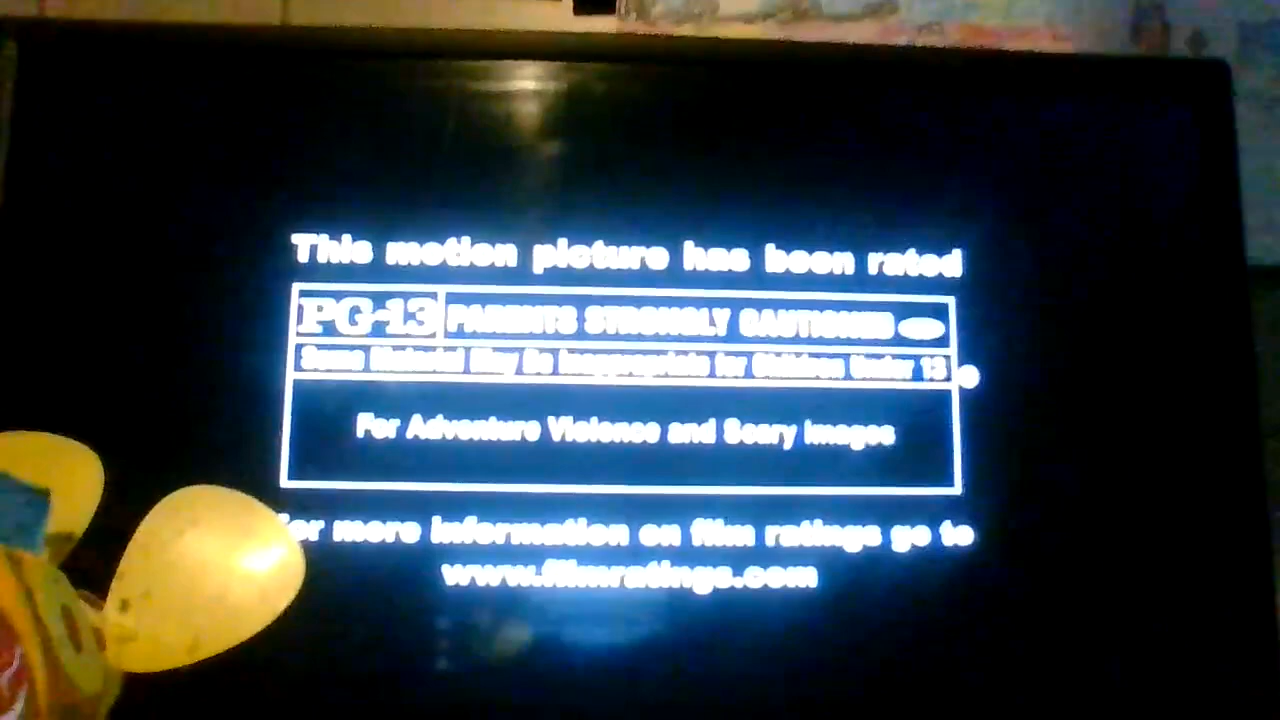 This motion picture has been rated
PG-13 PARENTS STRONGLY CAUTIONED
Some Material May Be Inappropriate for Children Under 13
For Adventure Violence and Scary Images
For more information on film ratings go to
www.filmratings.com